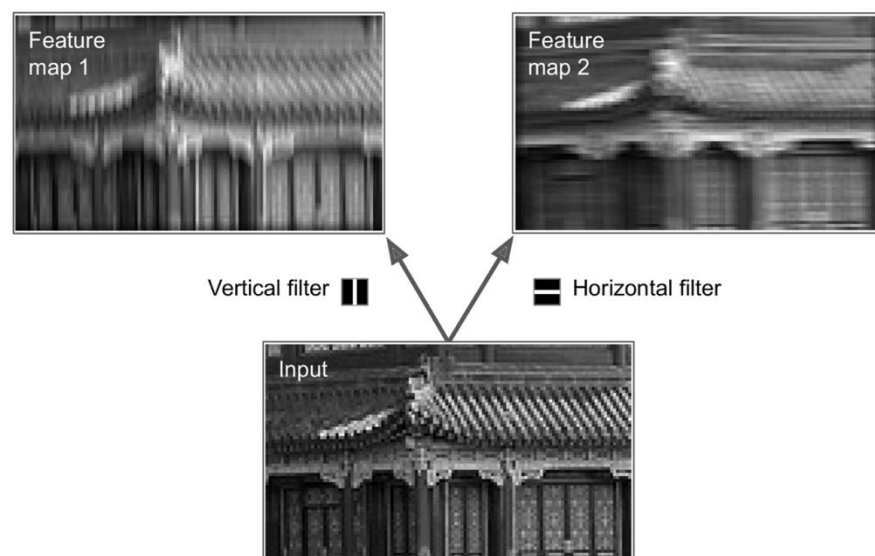 Feature
map 1
Feature
map 2
Vertical filter
Horizontal filter
Input